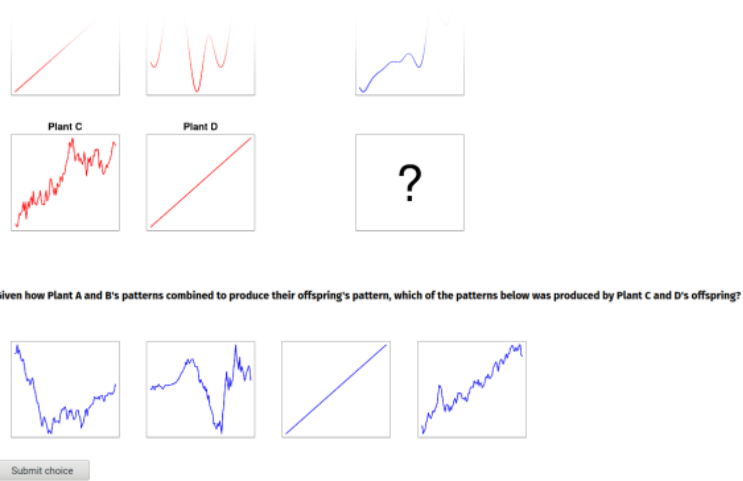 Plant C Plant D
?
iven how Plant A and B's patterns combined to produce their offspring's pattern, which of the patterns below was produced by Plant C and D's offspring?
Submit choice